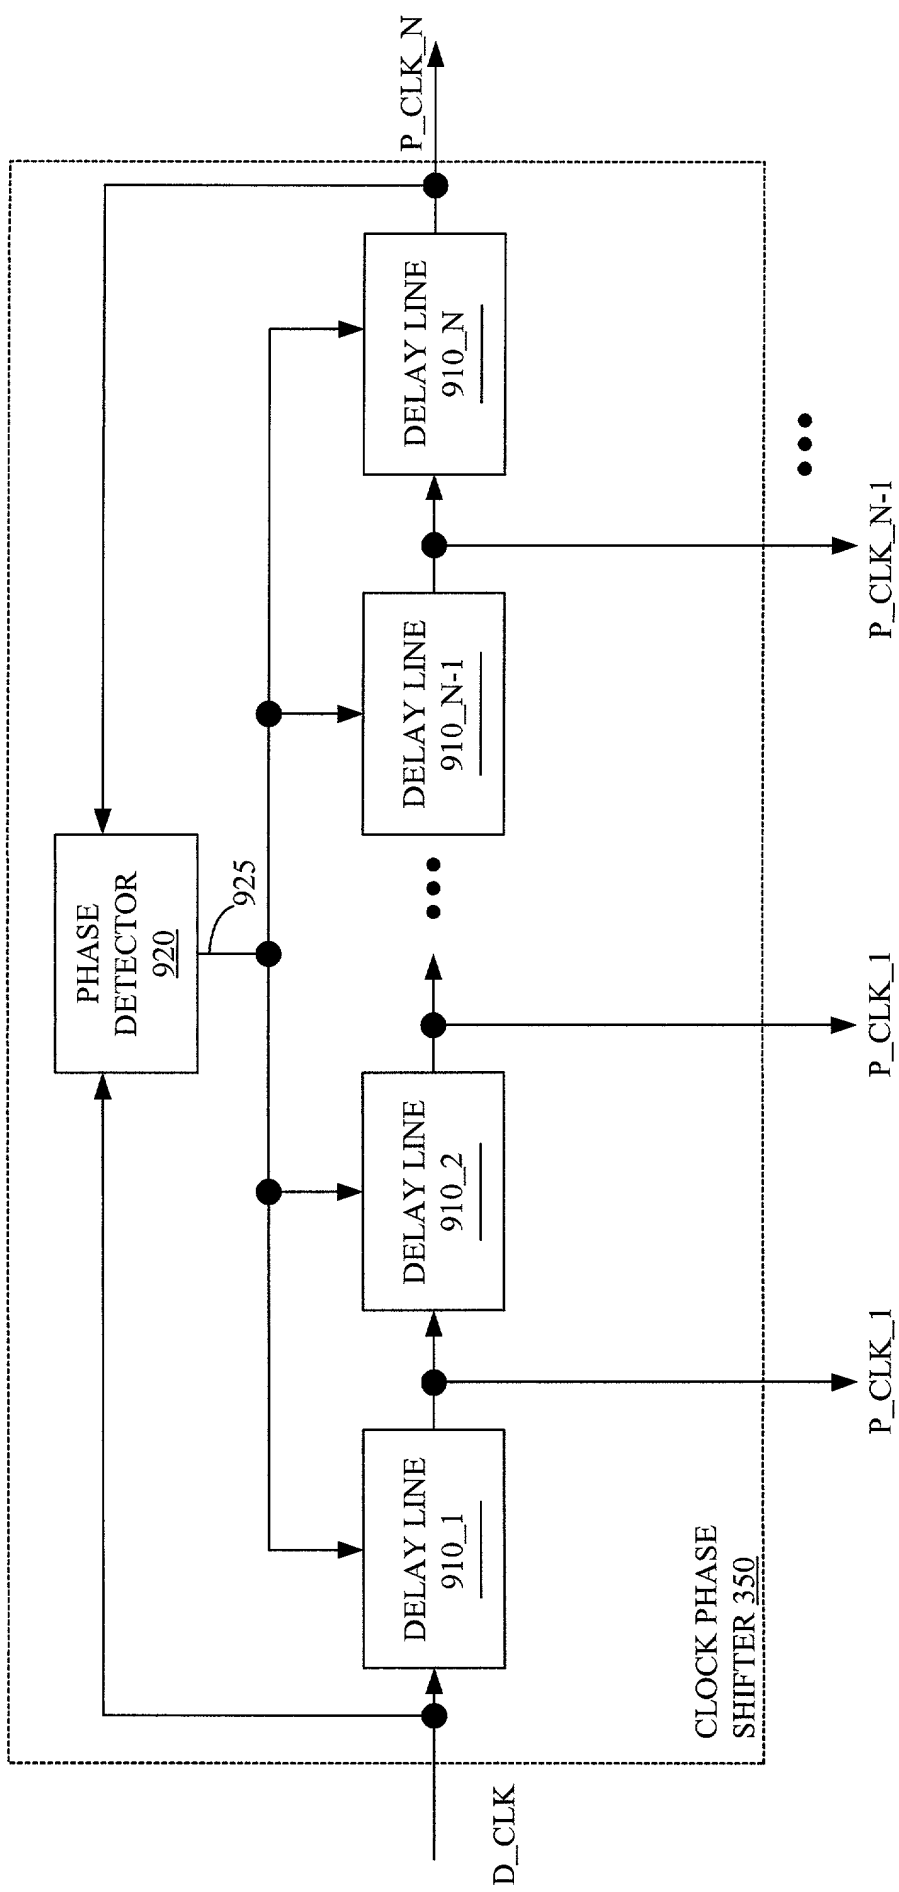 PHASE
DETECTOR
920
925
DELAY LINE
910_1
DELAY LINE
910_2
DELAY LINE
910_N-1
DELAY LINE
910_N
D_CLK
P_CLK_N
CLOCK PHASE
SHIFTER 350
P_CLK_1
P_CLK_1
P_CLK_N-1